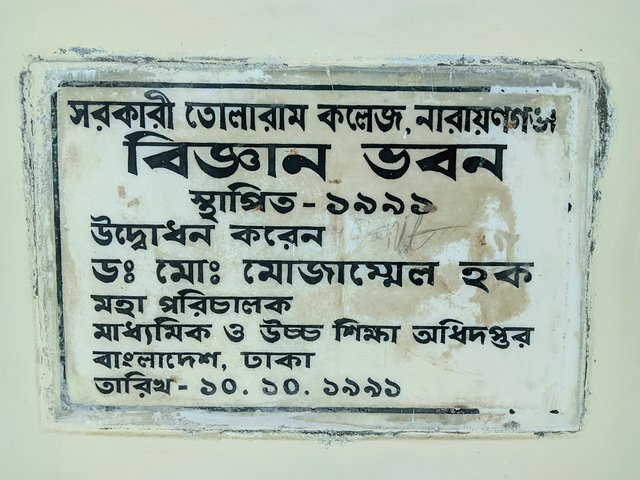 সরকারী তোলারাম কলেজ, নারায়ণগঞ্জ
বিজ্ঞান ভবন
স্থাপিত - ১৯৯১
উদ্বোধন করেন
ডঃ মোঃ মোজাম্মেল হক
মহা পরিচালক
মাধ্যমিক ও উচ্চ শিক্ষা অধিদপ্তর
বাংলাদেশ, ঢাকা
তারিখ - ১০. ১০. ১৯৯১